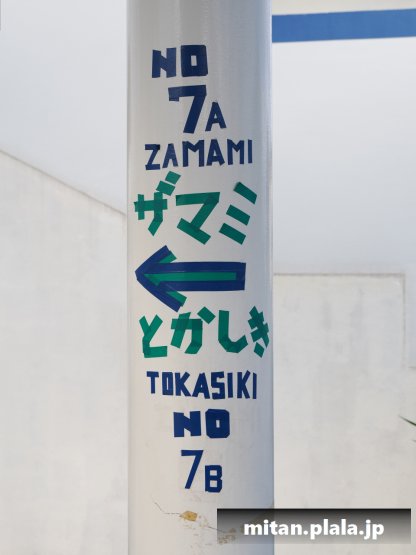 NO
7A
ZAMAMI
ザマミ
とかしき
TOKASIKI
NO
7B
mitan.plala.jp